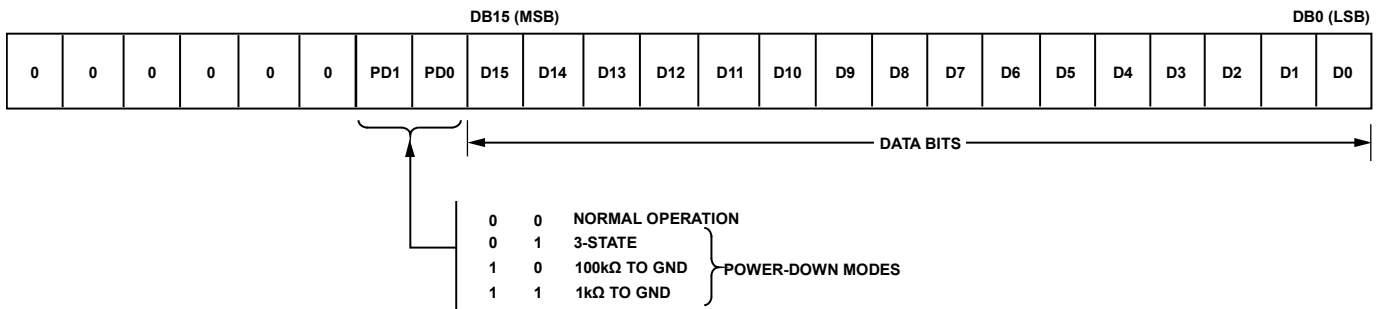 DB15 (MSB) DB0 (LSB)
0 0 0 0 0 0 PD1 PD0 D15 D14 D13 D12 D11 D10 D9 D8 D7 D6 D5 D4 D3 D2 D1 D0
DATA BITS
0 0 NORMAL OPERATION
0 1 3-STATE
1 0 100kΩ TO GND POWER-DOWN MODES
1 1 1kΩ TO GND